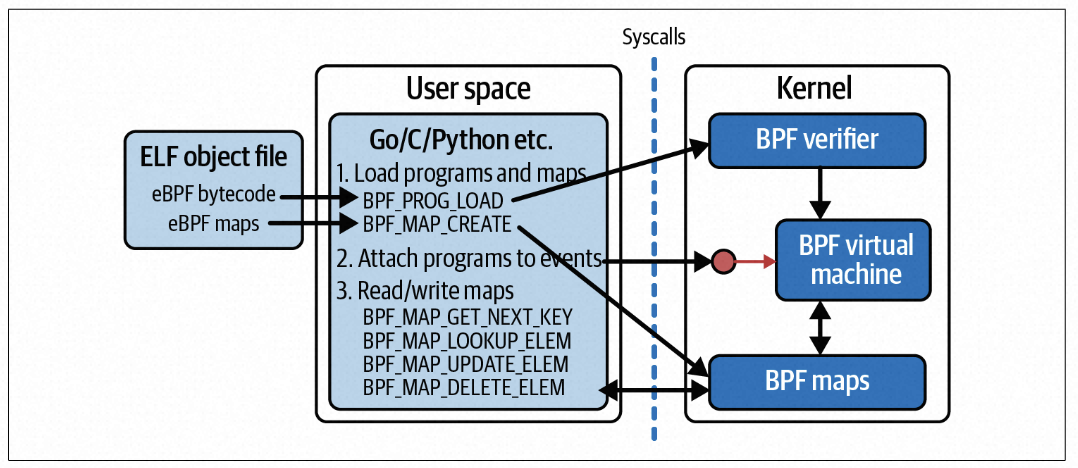 Syscalls
User space
Kernel
ELF object file
eBPF bytecode
eBPF maps
Go/C/Python etc.
1. Load programs and maps
BPF_PROG_LOAD
BPF_MAP_CREATE
2. Attach programs to events
3. Read/write maps
BPF_MAP_GET_NEXT_KEY
BPF_MAP_LOOKUP_ELEM
BPF_MAP_UPDATE_ELEM
BPF_MAP_DELETE_ELEM
BPF verifier
BPF virtual
machine
BPF maps